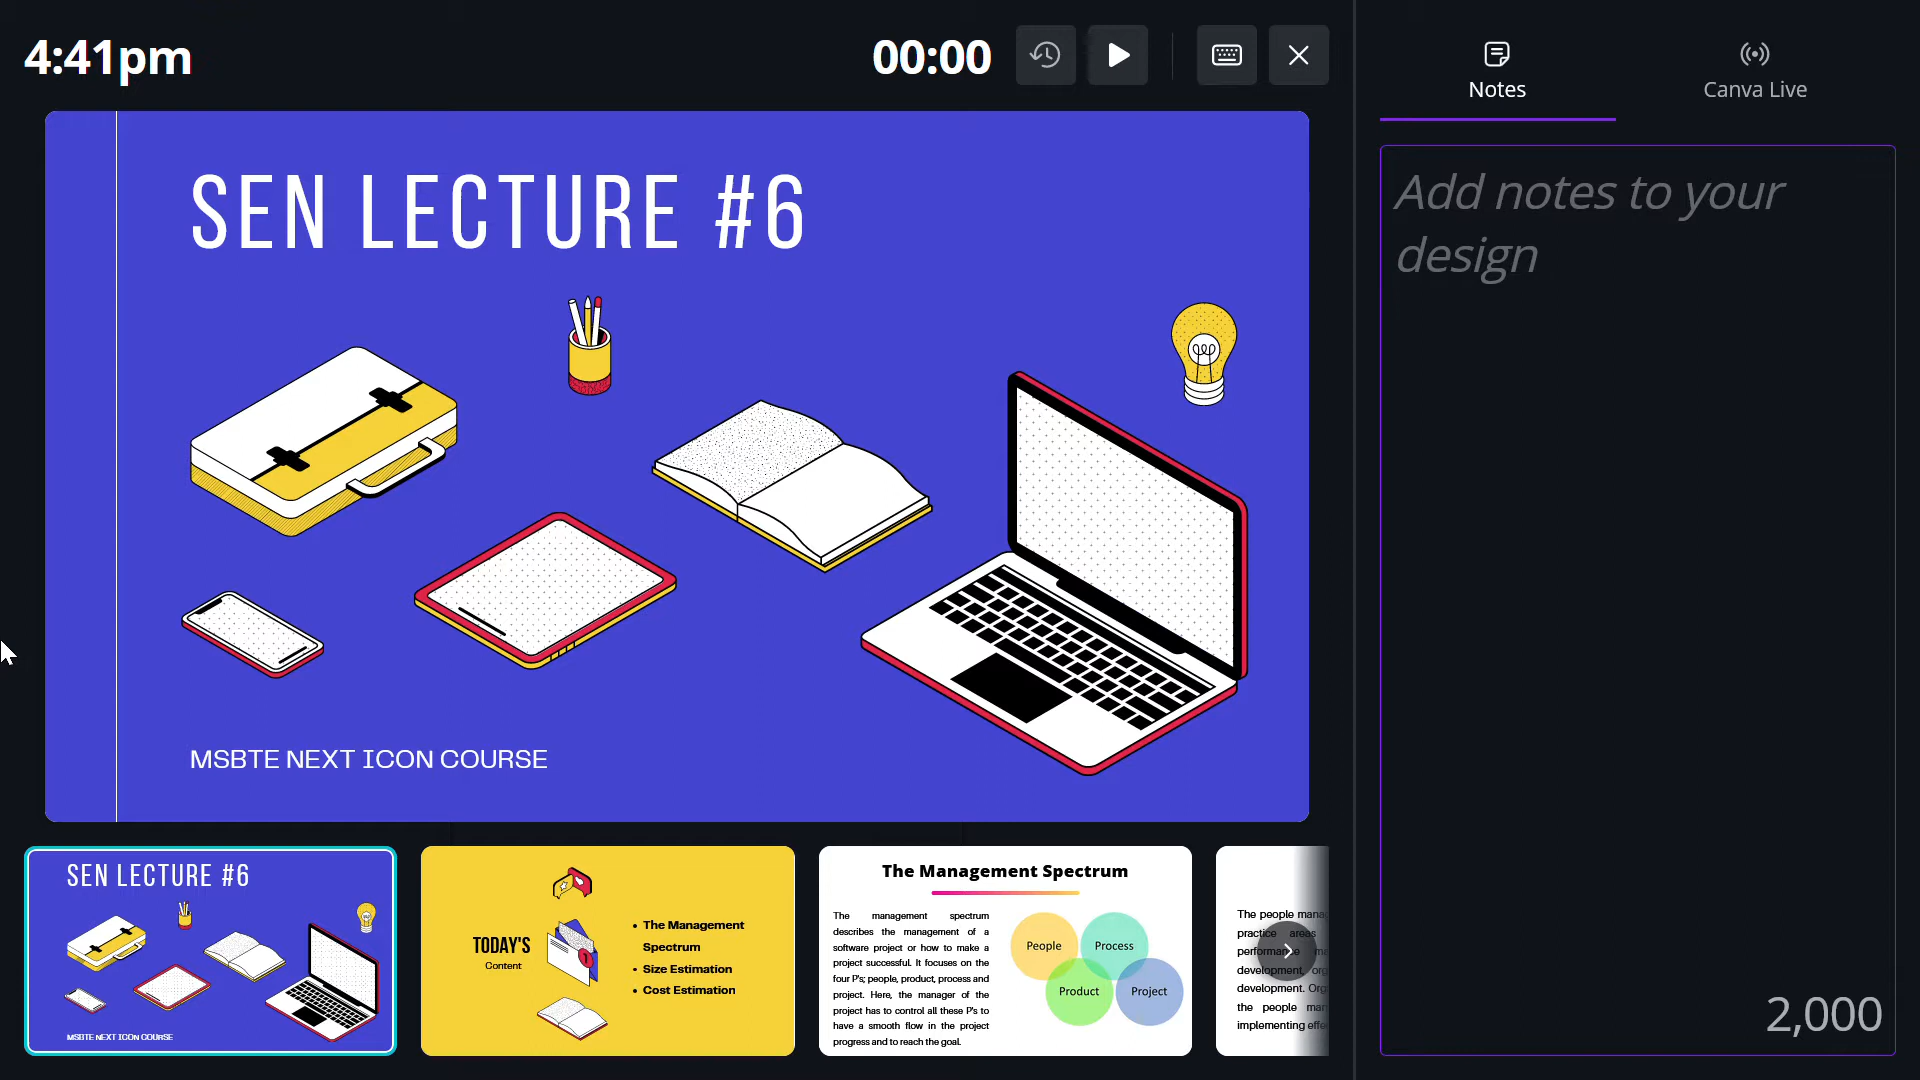 4:41pm
00:00
Notes
Canva Live
SEN LECTURE #6
MSBTE NEXT ICON COURSE
Add notes to your
design
2,000
SEN LECTURE #6
MSBTE NEXT ICON COURSE
TODAY'S
Content
• The Management
Spectrum
• Size Estimation
• Cost Estimation
The Management Spectrum
The management spectrum
describes the management of a
software project or how to make a
project successful. It focuses on the
four P's; people, product, process and
project. Here, the manager of the
project has to control all these P's to
have a smooth flow in the project
progress and to reach the goal.
People
Process
Product
Project
The people
practice areas
development, 
development.
the people
implementing